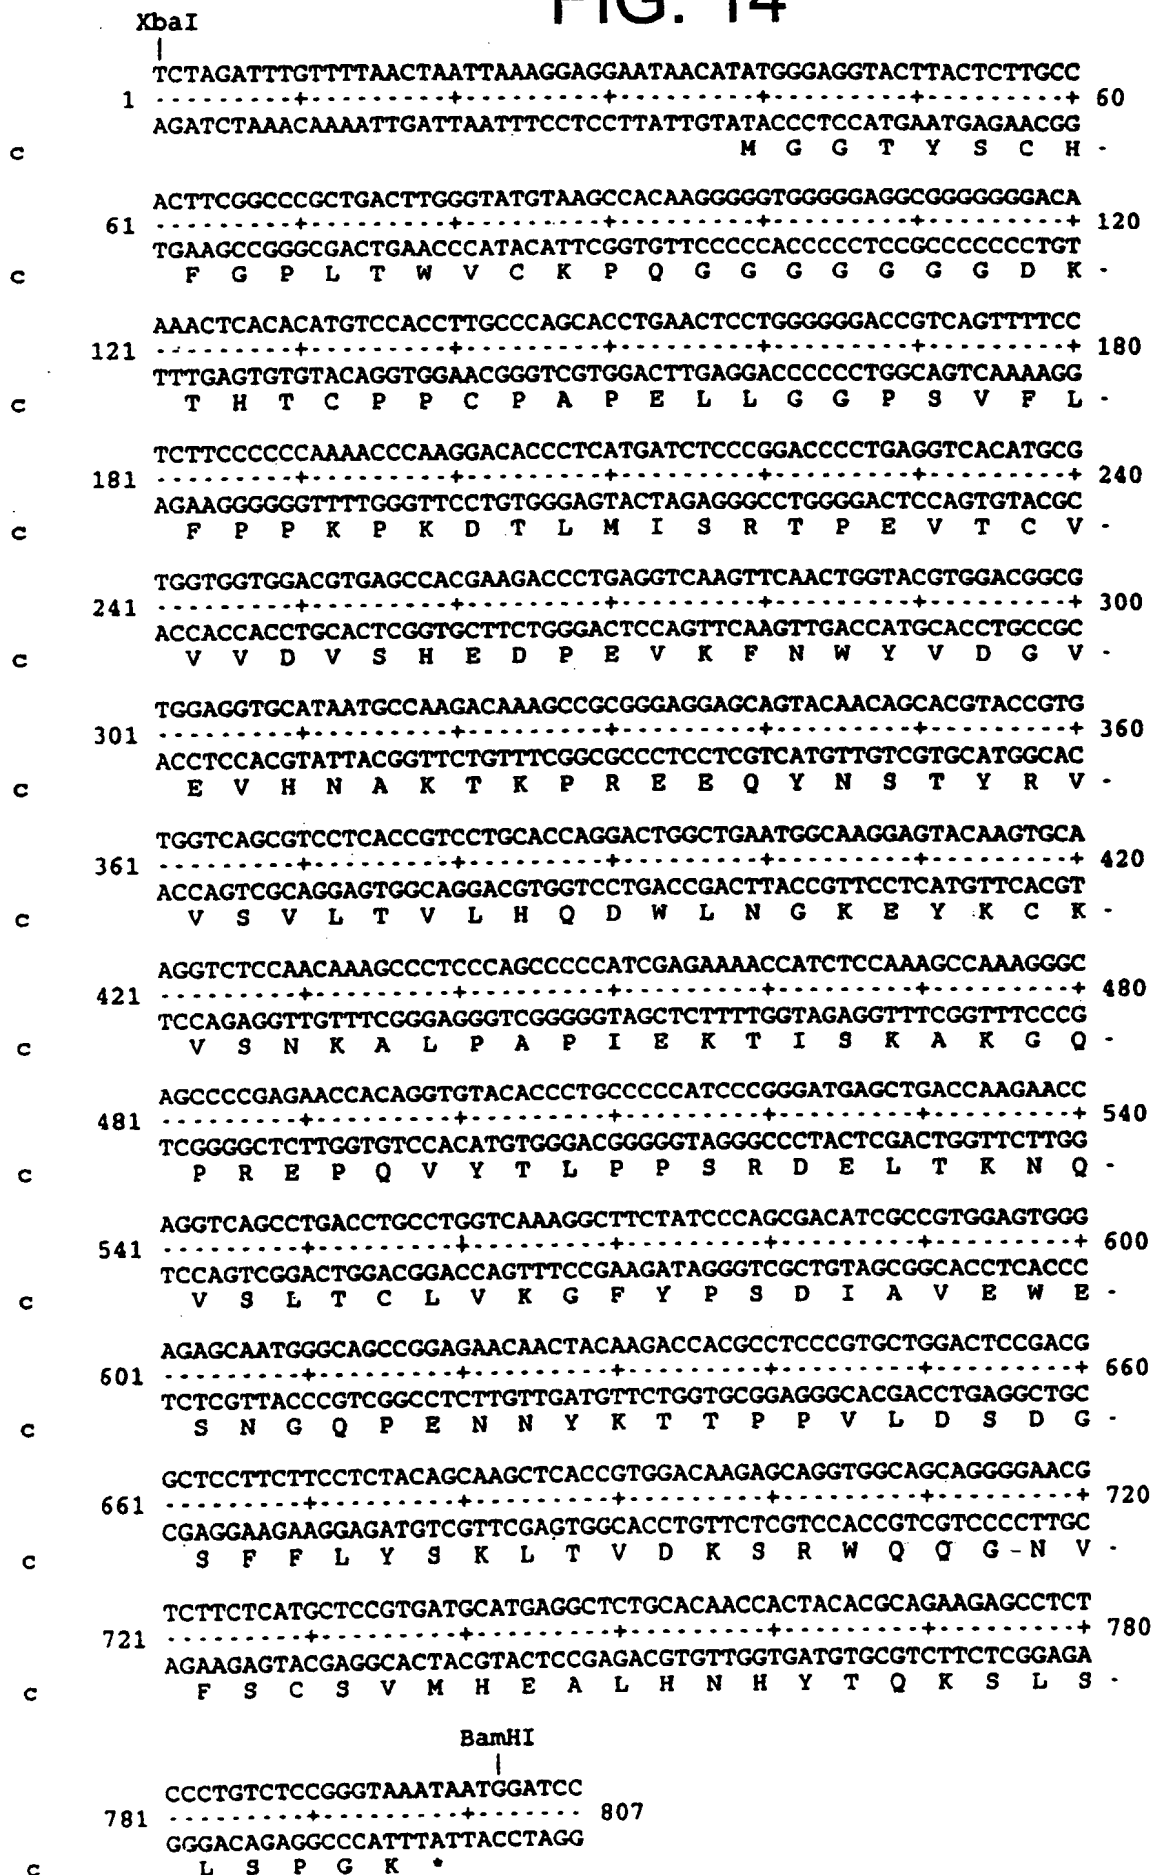 FIG. 14
XbaI
|
TCTAGATTTGTTTTAACTAATTAAAGGAGGAATAACATATGGGAGGTACTTACTCTTGCC
1 ---------+---------+---------+---------+---------+---------+ 60
AGATCTAAACAAAATTGATTAATTTCCTCCTTATTGTATACCCTCCATGAATGAGAACGG
c M G G T Y S C H -
ACTTCGGCCCGCTGACTTGGGTATGTAAGCCACAAGGGGGTGGGGGAGGCGGGGGGGACA
61 ---------+---------+---------+---------+---------+---------+ 120
TGAAGCCGGGCGACTGAACCCATACATTCGGTGTTCCCCCACCCCCTCCGCCCCCCCTGT
c F G P L T W V C K P Q G G G G G G G D K -
AAACTCACACATGTCCACCTTGCCCAGCACCTGAACTCCTGGGGGGACCGTCAGTTTTCC
121 ---------+---------+---------+---------+---------+---------+ 180
TTTGAGTGTGTACAGGTGGAACGGGTCGTGGACTTGAGGACCCCCCTGGCAGTCAAAAGG
c T H T C P P C P A P E L L G G P S V F L -
TCTTCCCCCCAAAACCCAAGGACACCCTCATGATCTCCCGGACCCCTGAGGTCACATGCG
181 ---------+---------+---------+---------+---------+---------+ 240
AGAAGGGGGGTTTTGGGTTCCTGTGGGAGTACTAGAGGGCCTGGGGACTCCAGTGTACGC
c F P P K P K D T L M I S R T P E V T C V -
TGGTGGTGGACGTGAGCCACGAAGACCCTGAGGTCAAGTTCAACTGGTACGTGGACGGCG
241 ---------+---------+---------+---------+---------+---------+ 300
ACCACCACCTGCACTCGGTGCTTCTGGGACTCCAGTTCAAGTTGACCATGCACCTGCCGC
c V V D V S H E D P E V K F N W Y V D G V -
TGGAGGTGCATAATGCCAAGACAAAGCCGCGGGAGGAGCAGTACAACAGCACGTACCGTG
301 ---------+---------+---------+---------+---------+---------+ 360
ACCTCCACGTATTACGGTTCTGTTTCGGCGCCCTCCTCGTCATGTTGTCGTGCATGGCAC
c E V H N A K T K P R E E Q Y N S T Y R V -
TGGTCAGCGTCCTCACCGTCCTGCACCAGGACTGGCTGAATGGCAAGGAGTACAAGTGCA
361 ---------+---------+---------+---------+---------+---------+ 420
ACCAGTCGCAGGAGTGGCAGGACGTGGTCCTGACCGACTTACCGTTCCTCATGTTCACGT
c V S V L T V L H Q D W L N G K E Y K C K -
AGGTCTCCAACAAAGCCCTCCCAGCCCCCATCGAGAAAACCATCTCCAAAGCCAAAGGGC
421 ---------+---------+---------+---------+---------+---------+ 480
TCCAGAGGTTGTTTCGGGAGGGTCGGGGGTAGCTCTTTTGGTAGAGGTTTCGGTTTCCCG
c V S N K A L P A P I E K T I S K A K G Q -
AGCCCCGAGAACCACAGGTGTACACCCTGCCCCCATCCCGGGATGAGCTGACCAAGAACC
481 ---------+---------+---------+---------+---------+---------+ 540
TCGGGGCTCTTGGTGTCCACATGTGGGACGGGGGTAGGGCCCTACTCGACTGGTTCTTGG
c P R E P Q V Y T L P P S R D E L T K N Q -
AGGTCAGCCTGACCTGCCTGGTCAAAGGCTTCTATCCCAGCGACATCGCCGTGGAGTGGG
541 ---------+---------+---------+---------+---------+---------+ 600
TCCAGTCGGACTGGACGGACCAGTTTCCGAAGATAGGGTCGCTGTAGCGGCACCTCACCC
c V S L T C L V K G F Y P S D I A V E W E -
AGAGCAATGGGCAGCCGGAGAACAACTACAAGACCACGCCTCCCGTGCTGGACTCCGACG
601 ---------+---------+---------+---------+---------+---------+ 660
TCTCGTTACCCGTCGGCCTCTTGTTGATGTTCTGGTGCGGAGGGCACGACCTGAGGCTGC
c S N G Q P E N N Y K T T P P V L D S D G -
GCTCCTTCTTCCTCTACAGCAAGCTCACCGTGGACAAGAGCAGGTGGCAGCAGGGGAACG
661 ---------+---------+---------+---------+---------+---------+ 720
CGAGGAAGAAGGAGATGTCGTTCGAGTGGCACCTGTTCTCGTCCACCGTCGTCCCCTTGC
c S F F L Y S K L T V D K S R W Q Q G N V -
TCTTCTCATGCTCCGTGATGCATGAGGCTCTGCACAACCACTACACGCAGAAGAGCCTCT
721 ---------+---------+---------+---------+---------+---------+ 780
AGAAGAGTACGAGGCACTACGTACTCCGAGACGTGTTGGTGATGTGCGTCTTCTCGGAGA
c F S C S V M H E A L H N H Y T Q K S L S -
BamHI
|
CCCTGTCTCCGGGTAAATAATGGATCC
781 ---------+---------+------- 807
GGGACAGAGGCCCATTTATTACCTAGG
c L S P G K *